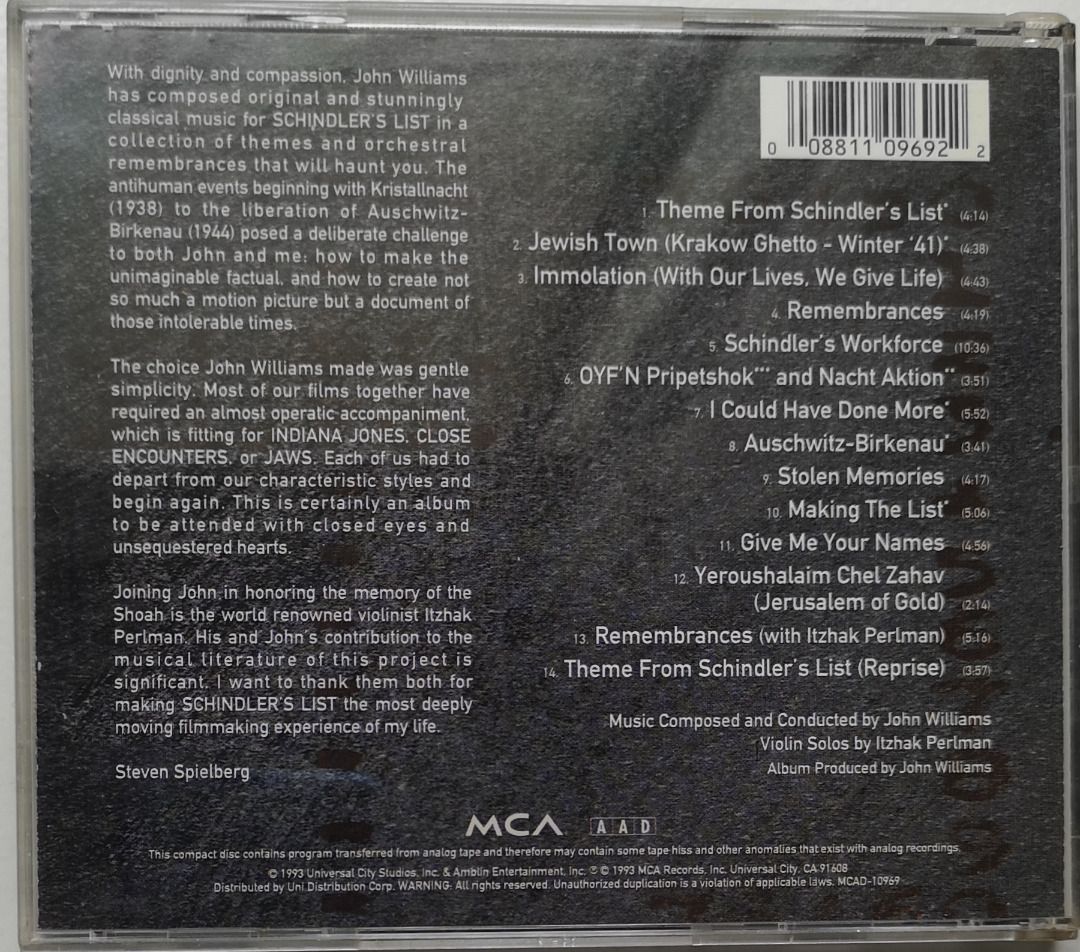 With dignity and compassion, John Williams
has composed original and stunningly
classical music for SCHINDLER'S LIST in a
collection of themes and orchestral
remembrances that will haunt you. The
antihuman events beginning with Kristallnacht
(1938) to the liberation of Auschwitz-
Birkenau (1944) posed a deliberate challenge
to both John and me: how to make the
unimaginable factual, and how to create not
so much a motion picture but a document of
those intolerable times.
The choice John Williams made was gentle
simplicity. Most of our films together have
required an almost operatic accompaniment,
which is fitting for INDIANA JONES, CLOSE
ENCOUNTERS, or JAWS. Each of us had to
depart from our characteristic styles and
begin again. This is certainly an album
to be attended with closed eyes and
unsequestered hearts.
Joining John in honoring the memory of the
Shoah is the world renowned violinist Itzhak
Perlman. His and John's contribution to the
musical literature of this project is
significant. I want to thank them both for
making SCHINDLER'S LIST the most deeply
moving filmmaking experience of my life.
Steven Spielberg
0 08811 09692 2
1. Theme From Schindler's List* (4:14)
2. Jewish Town (Krakow Ghetto - Winter '41)* (4:38)
3. Immolation (With Our Lives, We Give Life) (4:43)
4. Remembrances (4:19)
5. Schindler's Workforce (10:36)
6. OYF'N Pripetshok*** and Nacht Aktion** (3:51)
7. I Could Have Done More* (5:52)
8. Auschwitz-Birkenau* (3:41)
9. Stolen Memories (4:17)
10. Making The List* (5:06)
11. Give Me Your Names (4:56)
12. Yeroushalaim Chel Zahav
(Jerusalem of Gold) (2:14)
13. Remembrances (with Itzhak Perlman) (5:16)
14. Theme From Schindler's List (Reprise) (3:57)
Music Composed and Conducted by John Williams
Violin Solos by Itzhak Perlman
Album Produced by John Williams
MCA AAD
This compact disc contains program transferred from analog tape and therefore may contain some tape hiss and other anomalies that exist with analog recordings.
© 1993 Universal City Studios, Inc. & Amblin Entertainment, Inc. ℗ © 1993 MCA Records, Inc. Universal City, CA 91608
Distributed by Uni Distribution Corp. WARNING: All rights reserved. Unauthorized duplication is a violation of applicable laws. MCAD-10969